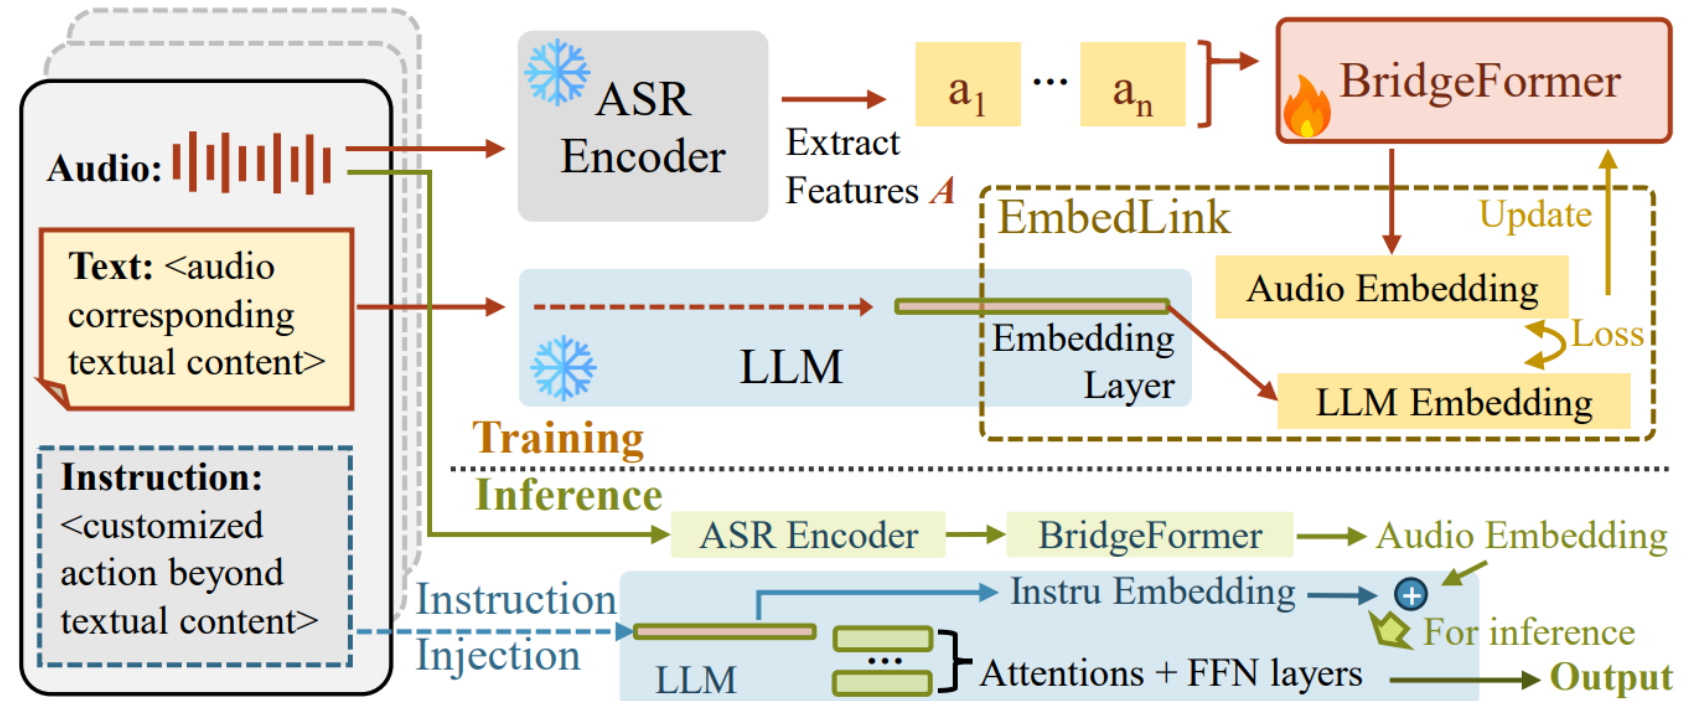 Audio:
Text: <audio
corresponding
textual content>
Instruction:
<customized
action beyond
textual content>
ASR
Encoder
Extract
Features A
a1 ... an
BridgeFormer
EmbedLink
Update
Audio Embedding
Loss
LLM Embedding
LLM
Embedding
Layer
Training
Inference
ASR Encoder
BridgeFormer
Audio Embedding
Instruction
Injection
Instru Embedding
+
For inference
LLM
...
Attentions + FFN layers
Output